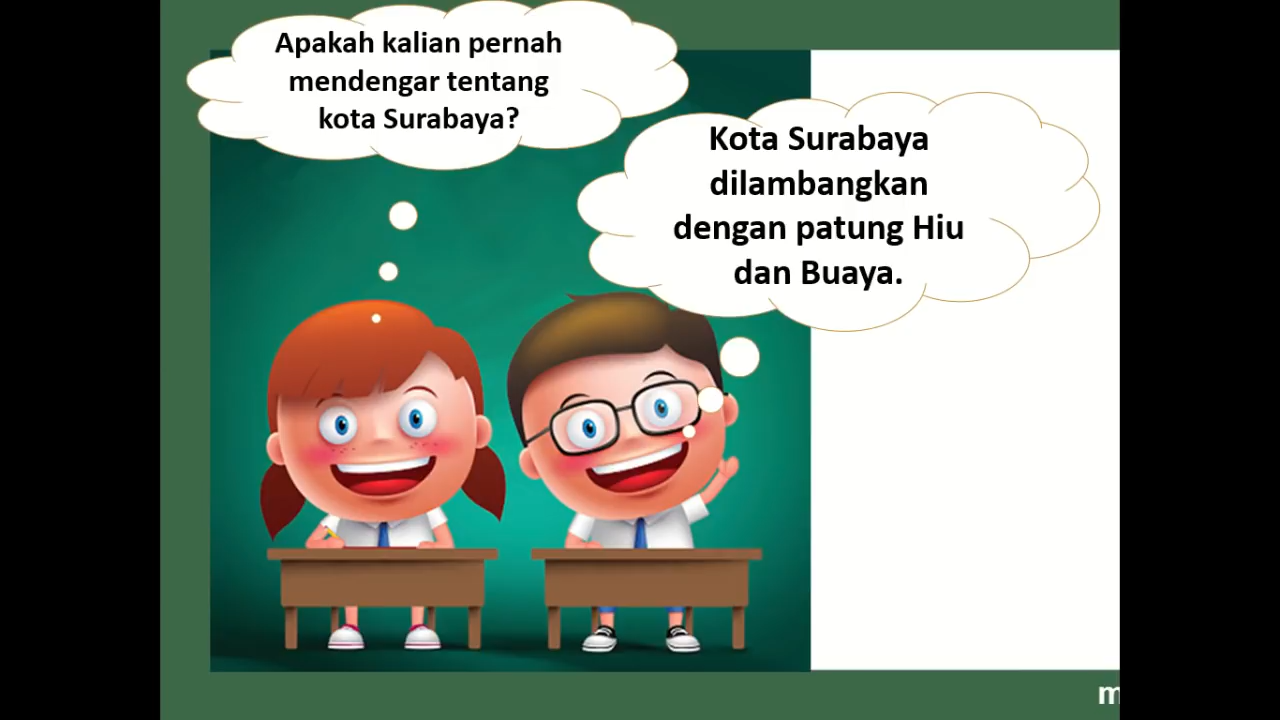 Apakah kalian pernah
mendengar tentang
kota Surabaya?
Kota Surabaya
dilambangkan
dengan patung Hiu
dan Buaya.